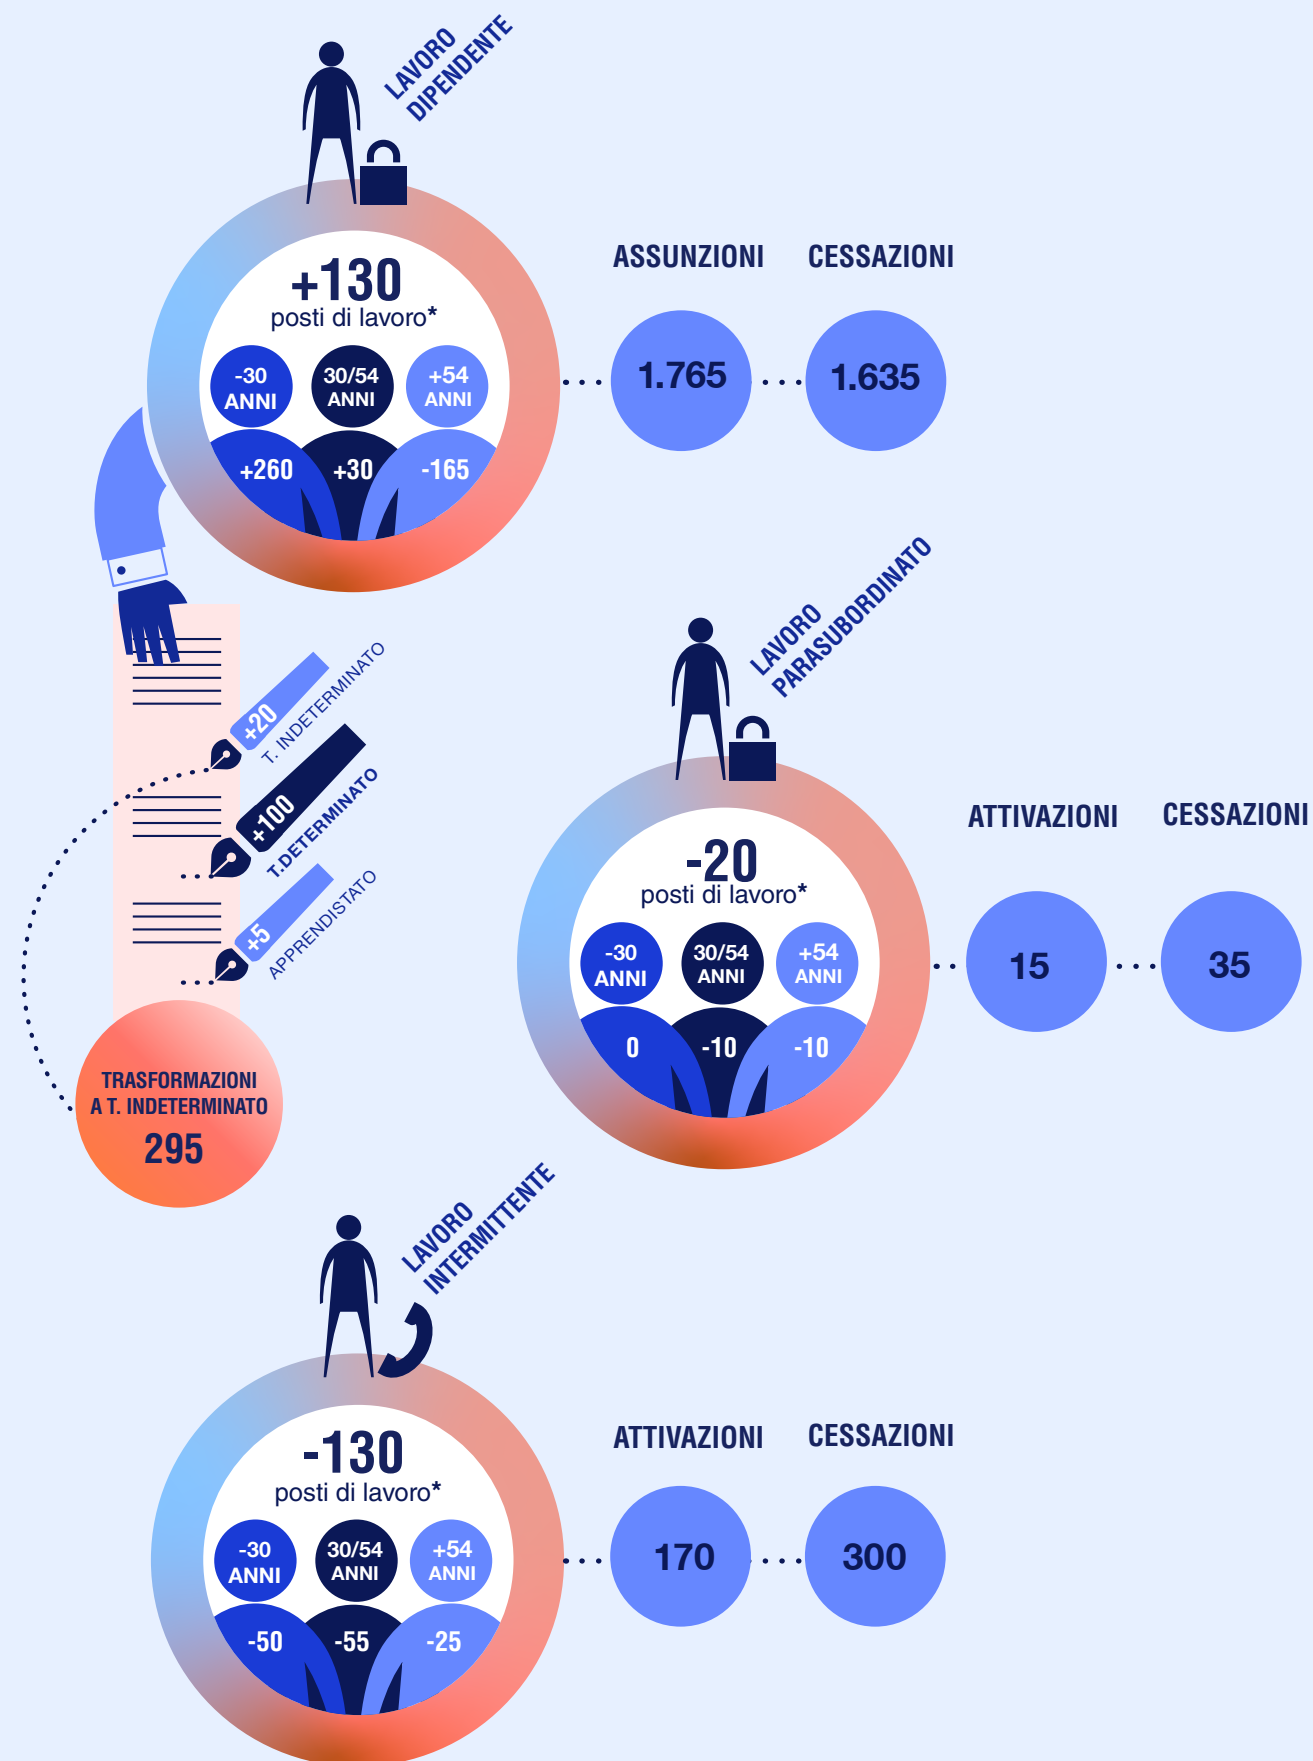 LAVORO
DIPENDENTE
+130
posti di lavoro*
-30
ANNI
30/54
ANNI
+54
ANNI
+260
+30
-165
ASSUNZIONI
CESSAZIONI
1.765
1.635
+20
T. INDETERMINATO
+100
T.DETERMINATO
+5
APPRENDISTATO
TRASFORMAZIONI
A T. INDETERMINATO
295
LAVORO
PARASUBORDINATO
-20
posti di lavoro*
-30
ANNI
30/54
ANNI
+54
ANNI
0
-10
-10
ATTIVAZIONI
CESSAZIONI
15
35
LAVORO
INTERMITTENTE
-130
posti di lavoro*
-30
ANNI
30/54
ANNI
+54
ANNI
-50
-55
-25
ATTIVAZIONI
CESSAZIONI
170
300